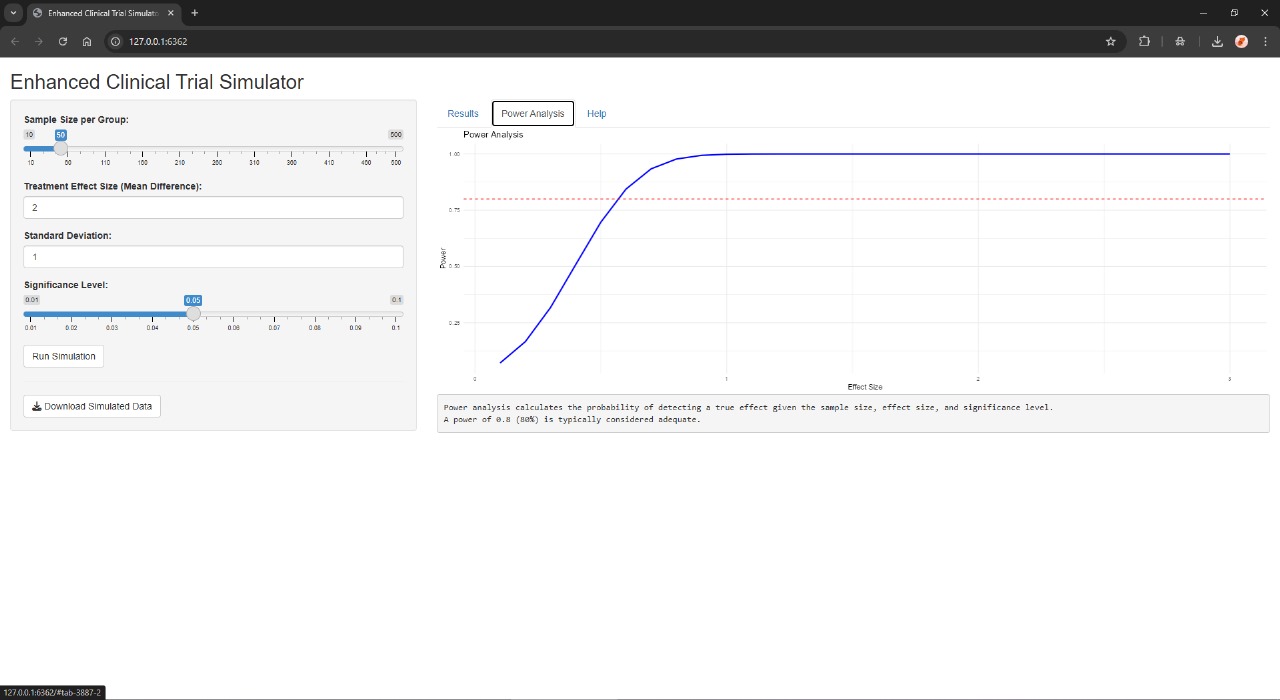 Enhanced Clinical Trial Simulato
127.0.0.1:6362
Enhanced Clinical Trial Simulator
Sample Size per Group:
10 50 500
10 60 110 160 210 260 310 360 410 460 500
Treatment Effect Size (Mean Difference):
2
Standard Deviation:
1
Significance Level:
0.01 0.05 0.1
0.01 0.02 0.03 0.04 0.05 0.06 0.07 0.08 0.09 0.1
Run Simulation
Download Simulated Data
Results Power Analysis Help
Power Analysis
1.00
0.75
0.50
0.25
Power
0 1 2 3
Effect Size
Power analysis calculates the probability of detecting a true effect given the sample size, effect size, and significance level.
A power of 0.8 (80%) is typically considered adequate.
127.0.0.1:6362/#tab-3887-2